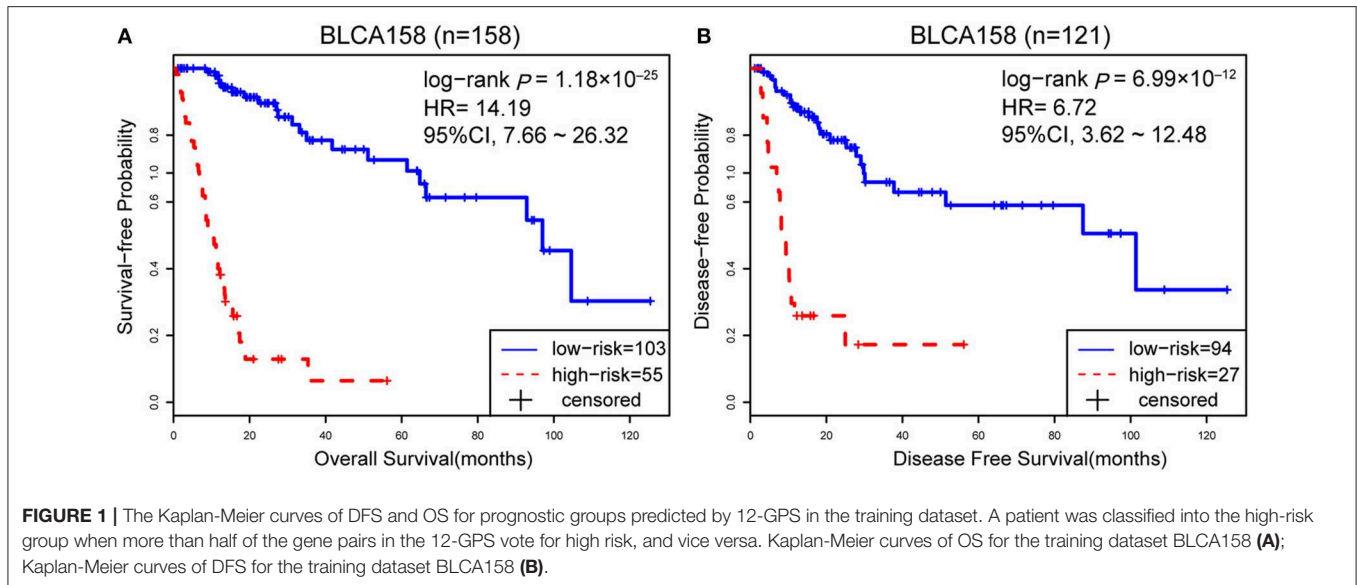 A
BLCA158 (n=158)
log-rank P = 1.18×10−25
HR= 14.19
95%CI, 7.66 ~ 26.32
Survival-free Probability
0.8
1.0
0.6
0.4
0.2
0.0
low-risk=103
high-risk=55
censored
0 20 40 60 80 100 120
Overall Survival(months)
B
BLCA158 (n=121)
log-rank P = 6.99×10−12
HR= 6.72
95%CI, 3.62 ~ 12.48
Disease-free Probability
0.8
1.0
0.6
0.4
0.2
0.0
low-risk=94
high-risk=27
censored
0 20 40 60 80 100 120
Disease Free Survival(months)
FIGURE 1 | The Kaplan-Meier curves of DFS and OS for prognostic groups predicted by 12-GPS in the training dataset. A patient was classified into the high-risk
group when more than half of the gene pairs in the 12-GPS vote for high risk, and vice versa. Kaplan-Meier curves of OS for the training dataset BLCA158 (A);
Kaplan-Meier curves of DFS for the training dataset BLCA158 (B).